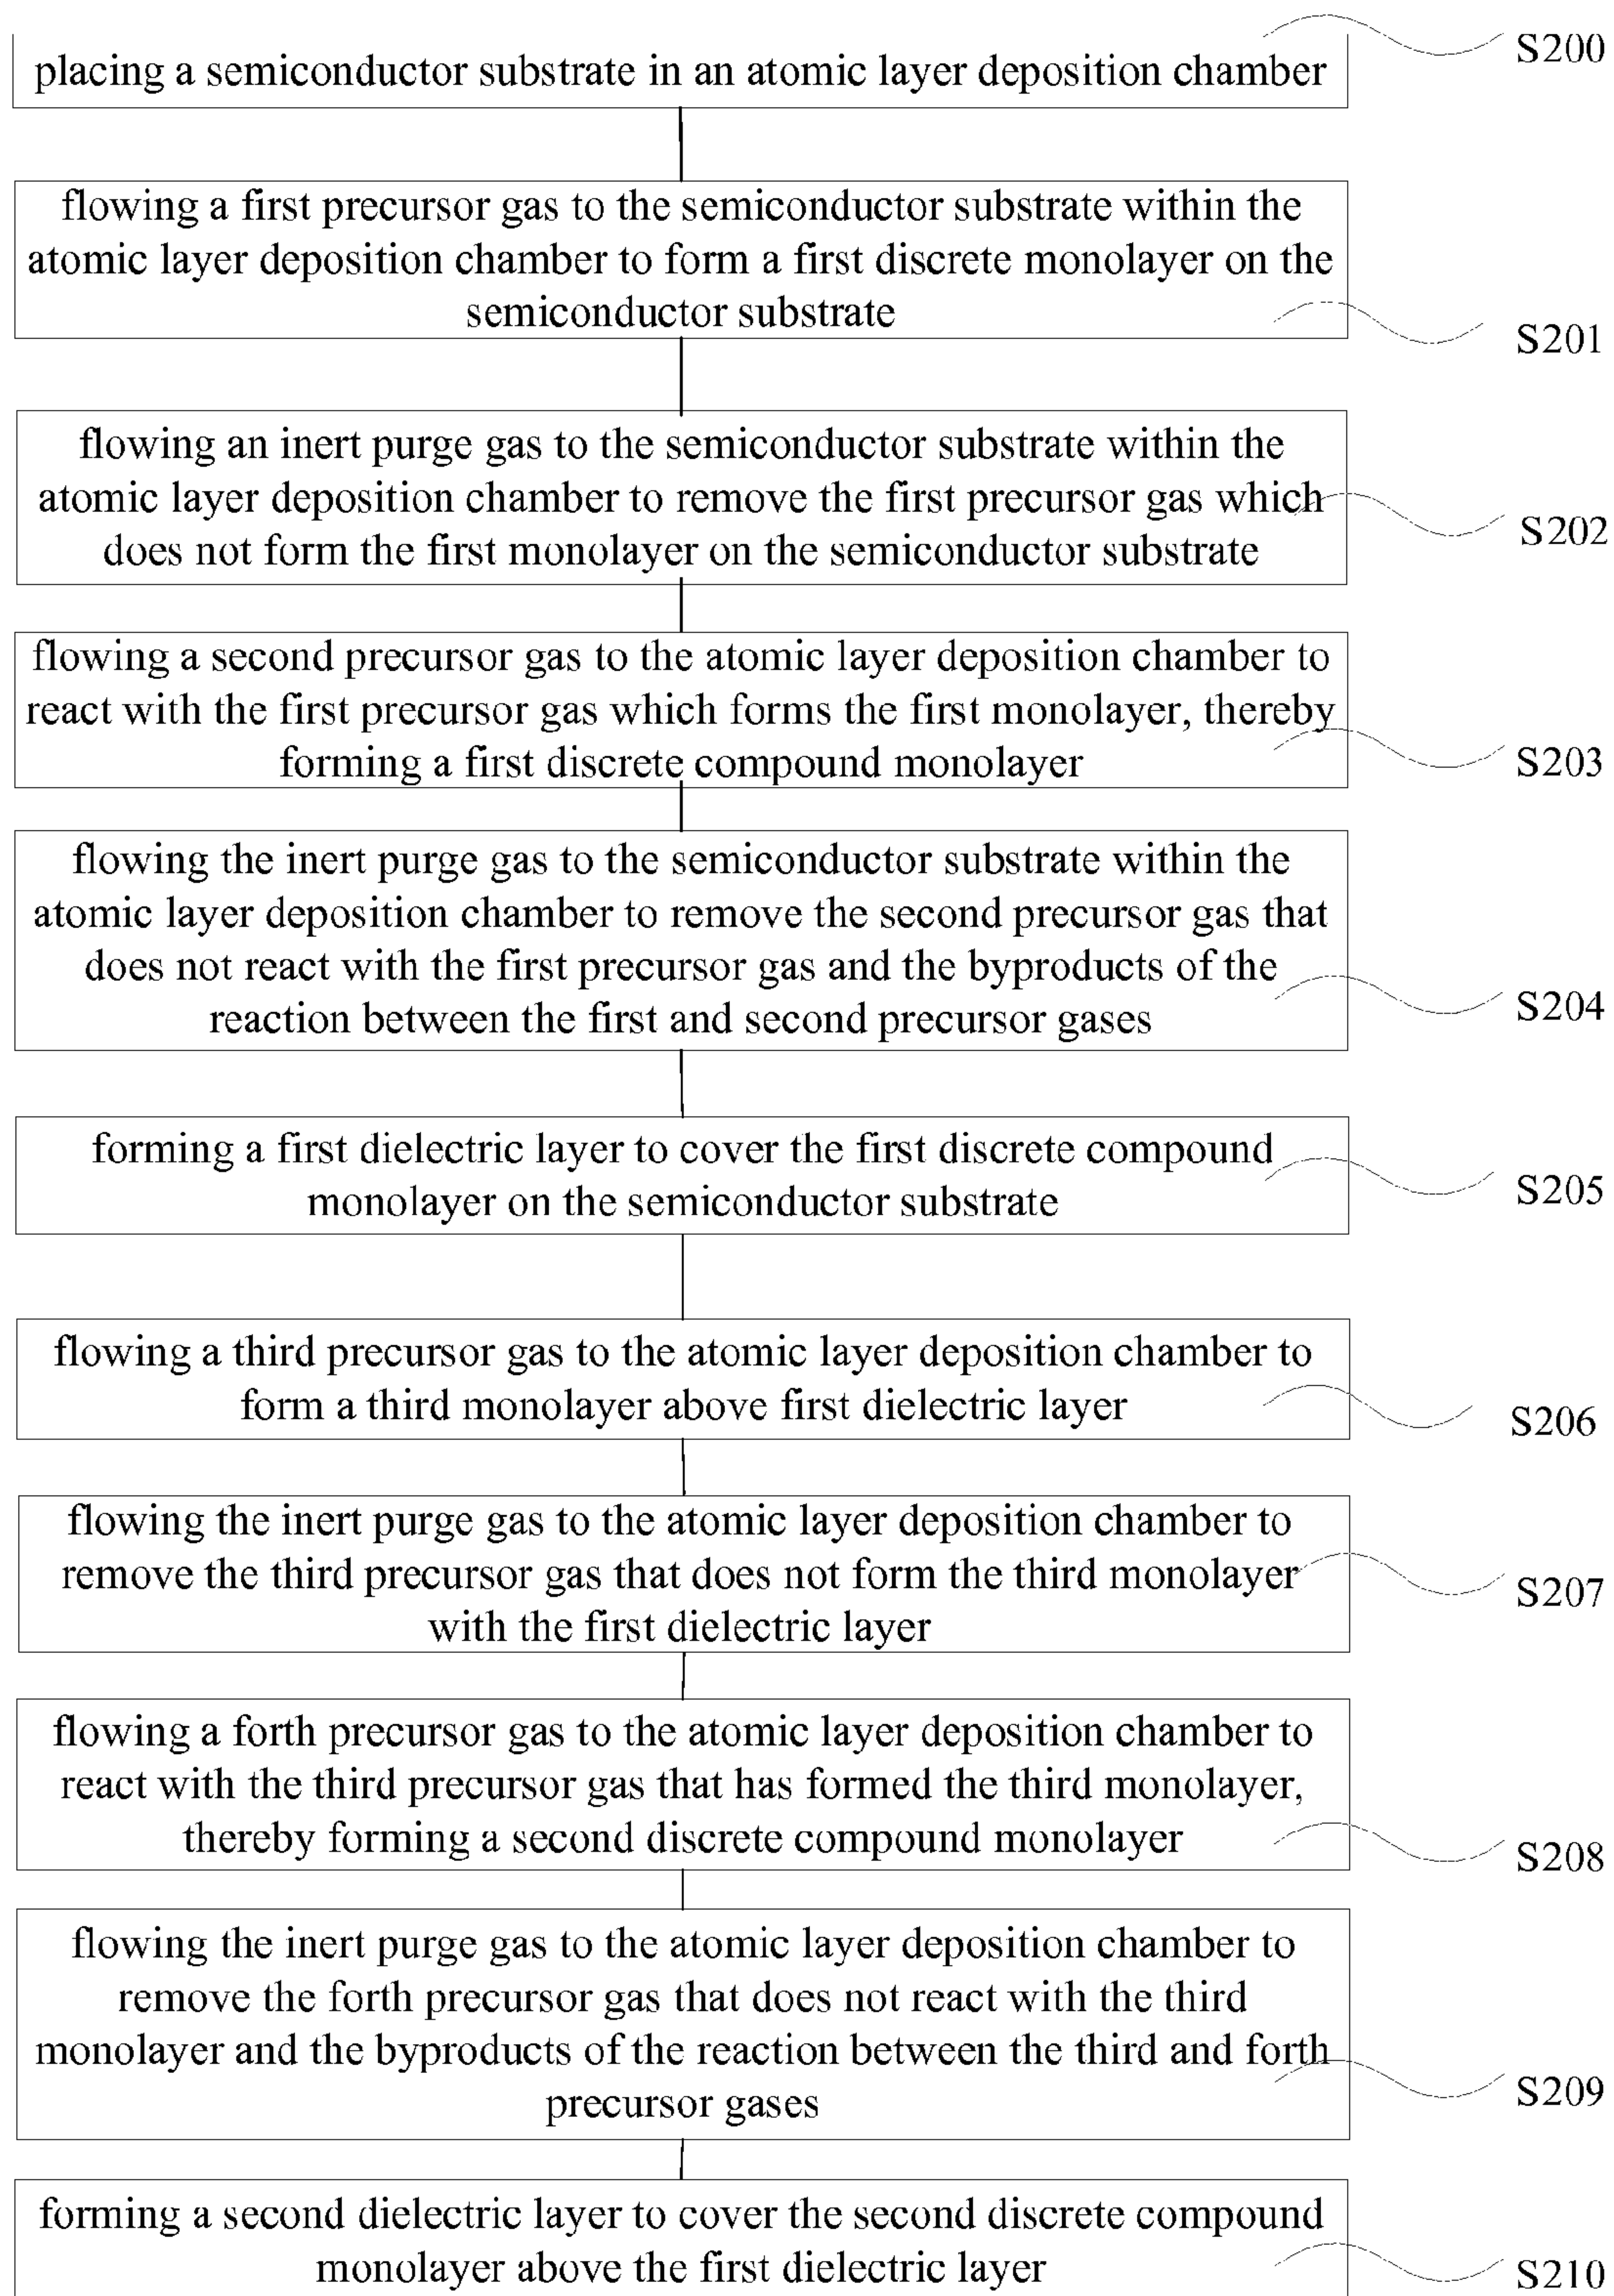 S200
placing a semiconductor substrate in an atomic layer deposition chamber
flowing a first precursor gas to the semiconductor substrate within the
atomic layer deposition chamber to form a first discrete monolayer on the
semiconductor substrate
S201
flowing an inert purge gas to the semiconductor substrate within the
atomic layer deposition chamber to remove the first precursor gas which
does not form the first monolayer on the semiconductor substrate
S202
flowing a second precursor gas to the atomic layer deposition chamber to
react with the first precursor gas which forms the first monolayer, thereby
forming a first discrete compound monolayer
S203
flowing the inert purge gas to the semiconductor substrate within the
atomic layer deposition chamber to remove the second precursor gas that
does not react with the first precursor gas and the byproducts of the
reaction between the first and second precursor gases
S204
forming a first dielectric layer to cover the first discrete compound
monolayer on the semiconductor substrate
S205
flowing a third precursor gas to the atomic layer deposition chamber to
form a third monolayer above first dielectric layer
S206
flowing the inert purge gas to the atomic layer deposition chamber to
remove the third precursor gas that does not form the third monolayer
with the first dielectric layer
S207
flowing a forth precursor gas to the atomic layer deposition chamber to
react with the third precursor gas that has formed the third monolayer,
thereby forming a second discrete compound monolayer
S208
flowing the inert purge gas to the atomic layer deposition chamber to
remove the forth precursor gas that does not react with the third
monolayer and the byproducts of the reaction between the third and forth
precursor gases
S209
forming a second dielectric layer to cover the second discrete compound
monolayer above the first dielectric layer
S210